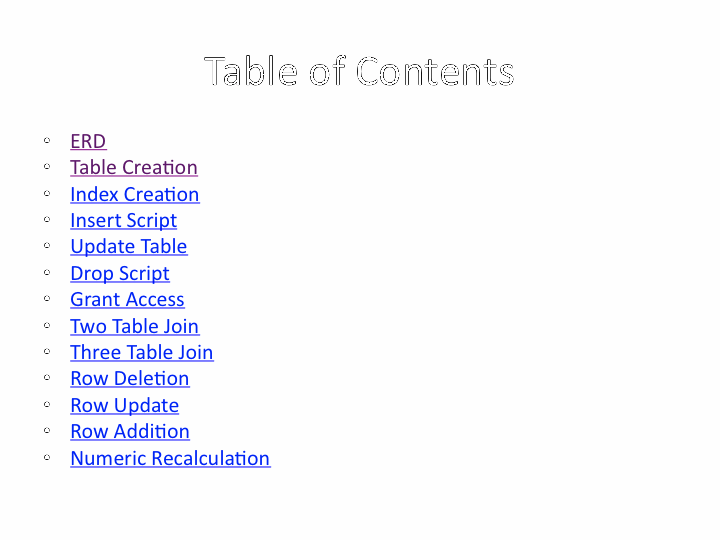 Table of Contents
ERD
Table Creation
Index Creation
Insert Script
Update Table
Drop Script
Grant Access
Two Table Join
Three Table Join
Row Deletion
Row Update
Row Addition
Numeric Recalculation